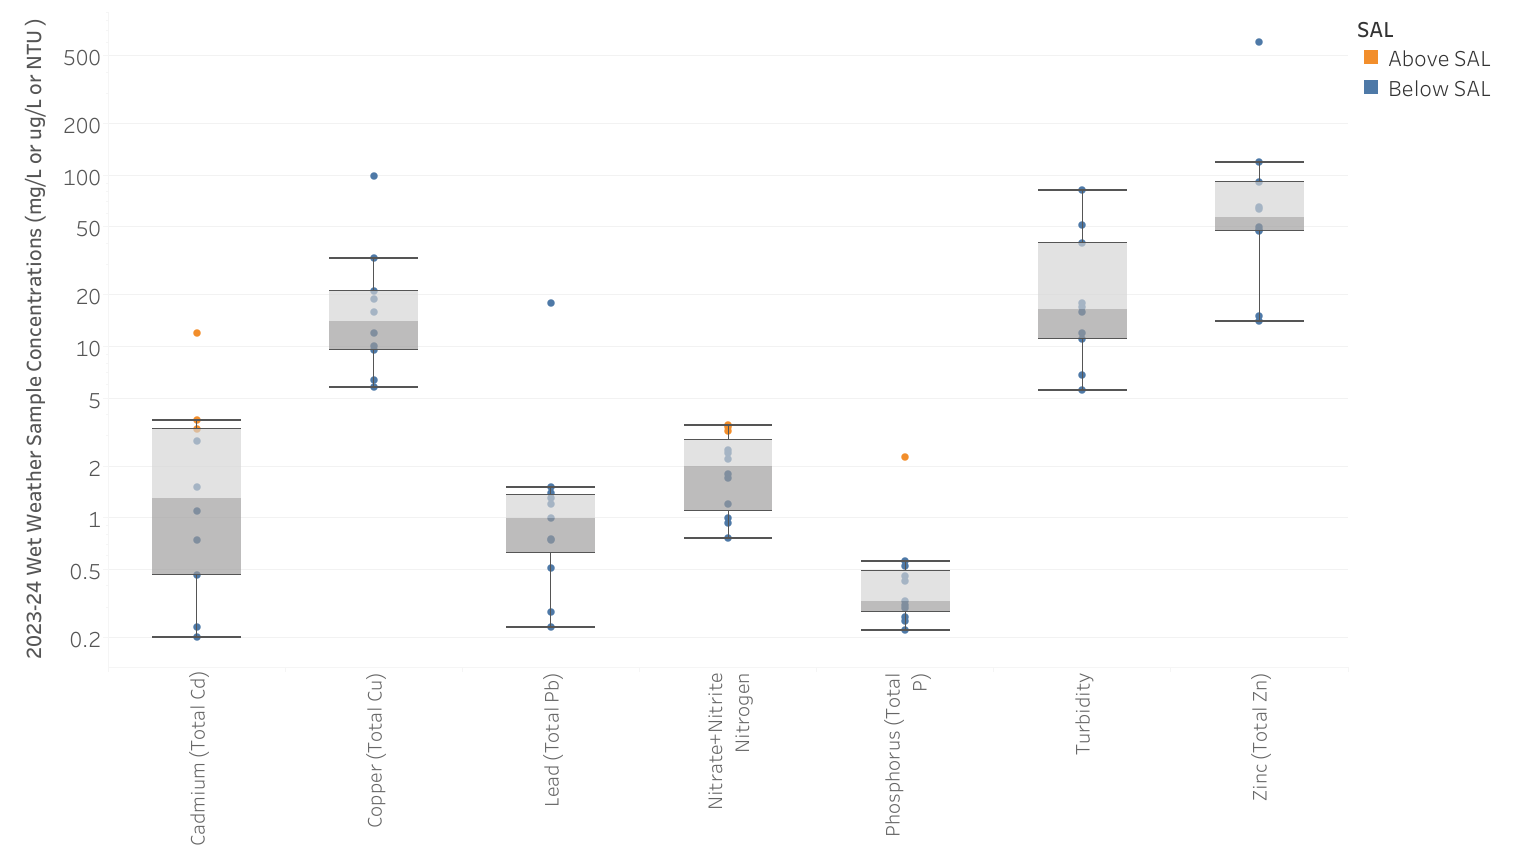 2023-24 Wet Weather Sample Concentrations (mg/L or ug/L or NTU )
500
200
100
50
20
10
5
2
1
0.5
0.2
Cadmium (Total Cd)
Copper (Total Cu)
Lead (Total Pb)
Nitrate+Nitrite
Nitrogen
Phosphorus (Total
P)
Turbidity
Zinc (Total Zn)
SAL
Above SAL
Below SAL